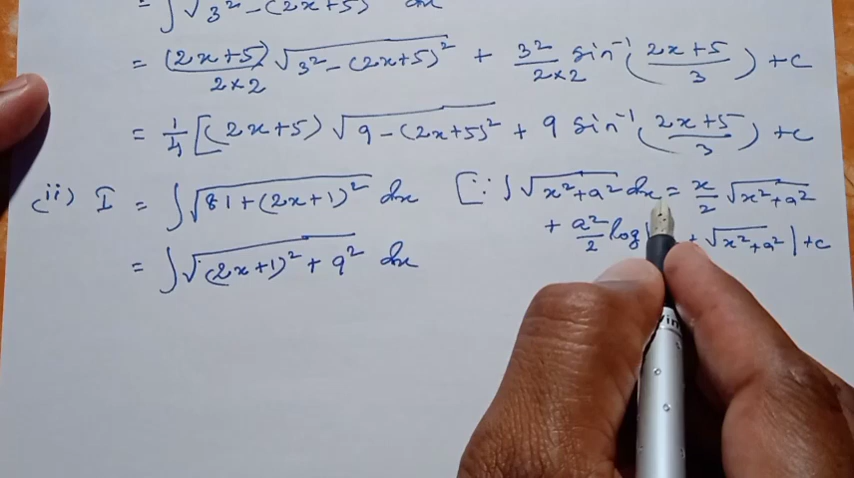 = ∫ √3² - (2x+5)² dx
= (2x+5)/2×2 √3² - (2x+5)² + 3²/2×2 sin⁻¹ (2x+5/3) + c
= 1/4 [(2x+5) √9 - (2x+5)² + 9 sin⁻¹ (2x+5/3) + c
(ii) I = ∫ √81 + (2x+1)² dx [∵ ∫ √x²+a² dx = x/2 √x²+a²
+ a²/2 log| + √x²+a² | + c
= ∫ √(2x+1)² + 9² dx